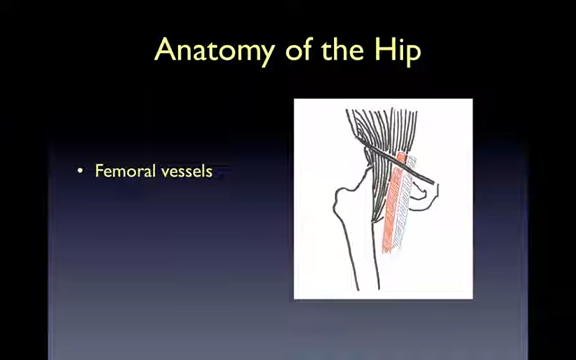 Anatomy of the Hip
• Femoral vessels